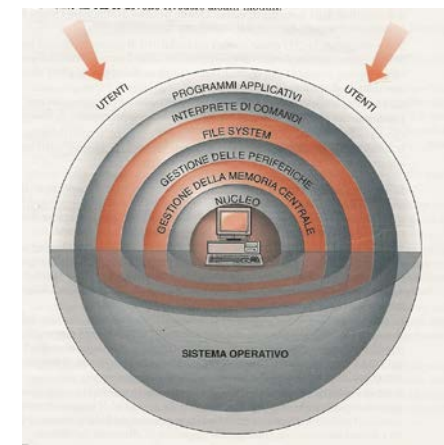 UTENTI
UTENTI
PROGRAMMI APPLICATIVI
INTERPRETE DI COMANDI
FILE SYSTEM
GESTIONE DELLE PERIFERICHE
GESTIONE DELLA MEMORIA CENTRALE
NUCLEO
SISTEMA OPERATIVO